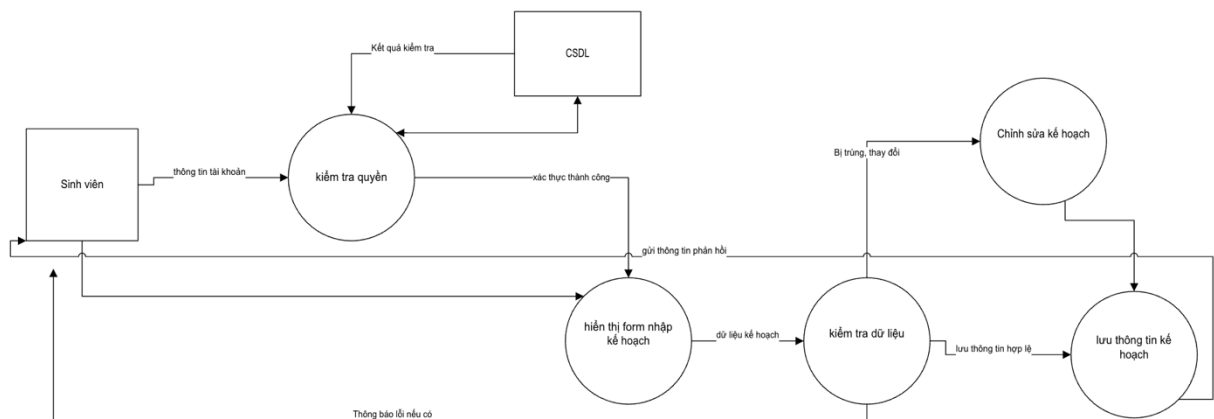 Kết quả kiểm tra
CSDL
Chỉnh sửa kế hoạch
Bị trùng, thay đổi
Sinh viên
thông tin tài khoản
kiểm tra quyền
xác thực thành công
gửi thông tin phản hồi
hiển thị form nhập
kế hoạch
dữ liệu kế hoạch
kiểm tra dữ liệu
lưu thông tin hợp lệ
lưu thông tin kế
hoạch
Thông báo lỗi nếu có